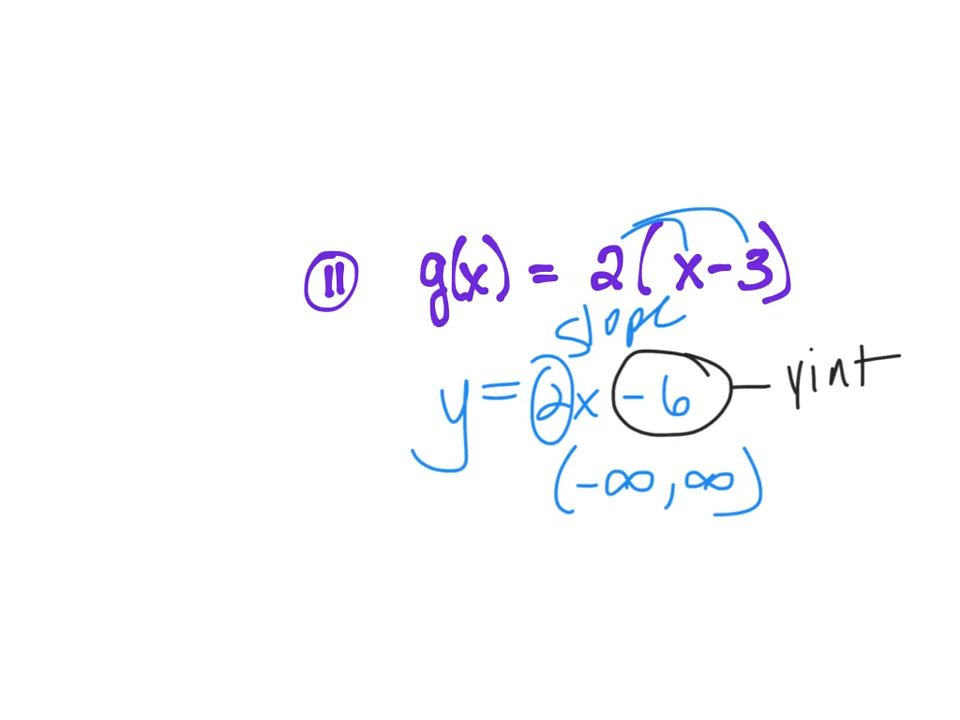 ⑪ g(x) = 2(x-3)
slope
y = 2x - 6 — yint
(-∞, ∞)